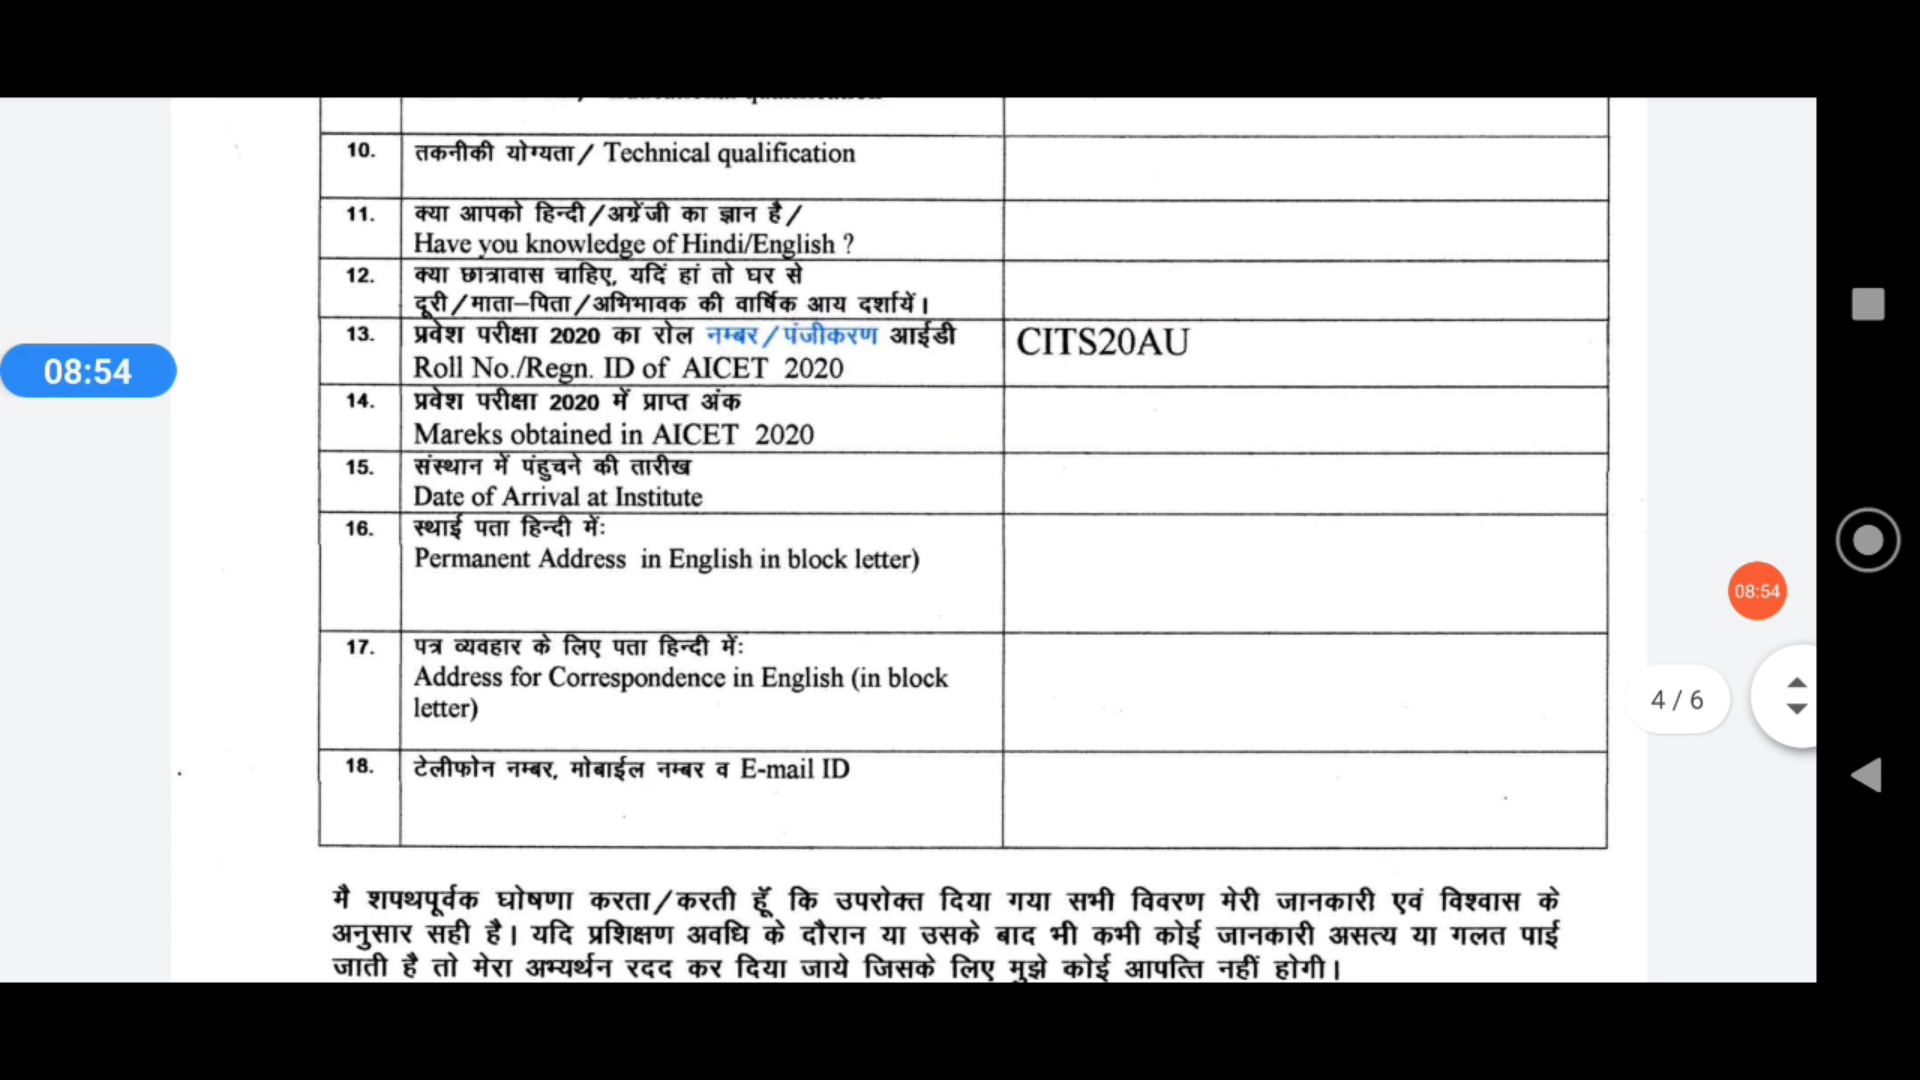 10. तकनीकी योग्यता / Technical qualification
11. क्या आपको हिन्दी/अग्रेंजी का ज्ञान है/
Have you knowledge of Hindi/English ?
12. क्या छात्रावास चाहिए, यदिं हां तो घर से
दूरी/माता–पिता/अभिभावक की वार्षिक आय दर्शायें।
13. प्रवेश परीक्षा 2020 का रोल नम्बर/पंजीकरण आईडी
Roll No./Regn. ID of AICET 2020
CITS20AU
08:54
14. प्रवेश परीक्षा 2020 में प्राप्त अंक
Mareks obtained in AICET 2020
15. संस्थान में पंहुचने की तारीख
Date of Arrival at Institute
16. स्थाई पता हिन्दी में:
Permanent Address in English in block letter)
08:54
17. पत्र व्यवहार के लिए पता हिन्दी में:
Address for Correspondence in English (in block
letter)
4 / 6
18. टेलीफोन नम्बर, मोबाईल नम्बर व E-mail ID
मै शपथपूर्वक घोषणा करता/करती हूॅं कि उपरोक्त दिया गया सभी विवरण मेरी जानकारी एवं विश्वास के
अनुसार सही है। यदि प्रशिक्षण अवधि के दौरान या उसके बाद भी कभी कोई जानकारी असत्य या गलत पाई
जाती है तो मेरा अभ्यर्थन रदद कर दिया जाये जिसके लिए मुझे कोई आपत्ति नहीं होगी।